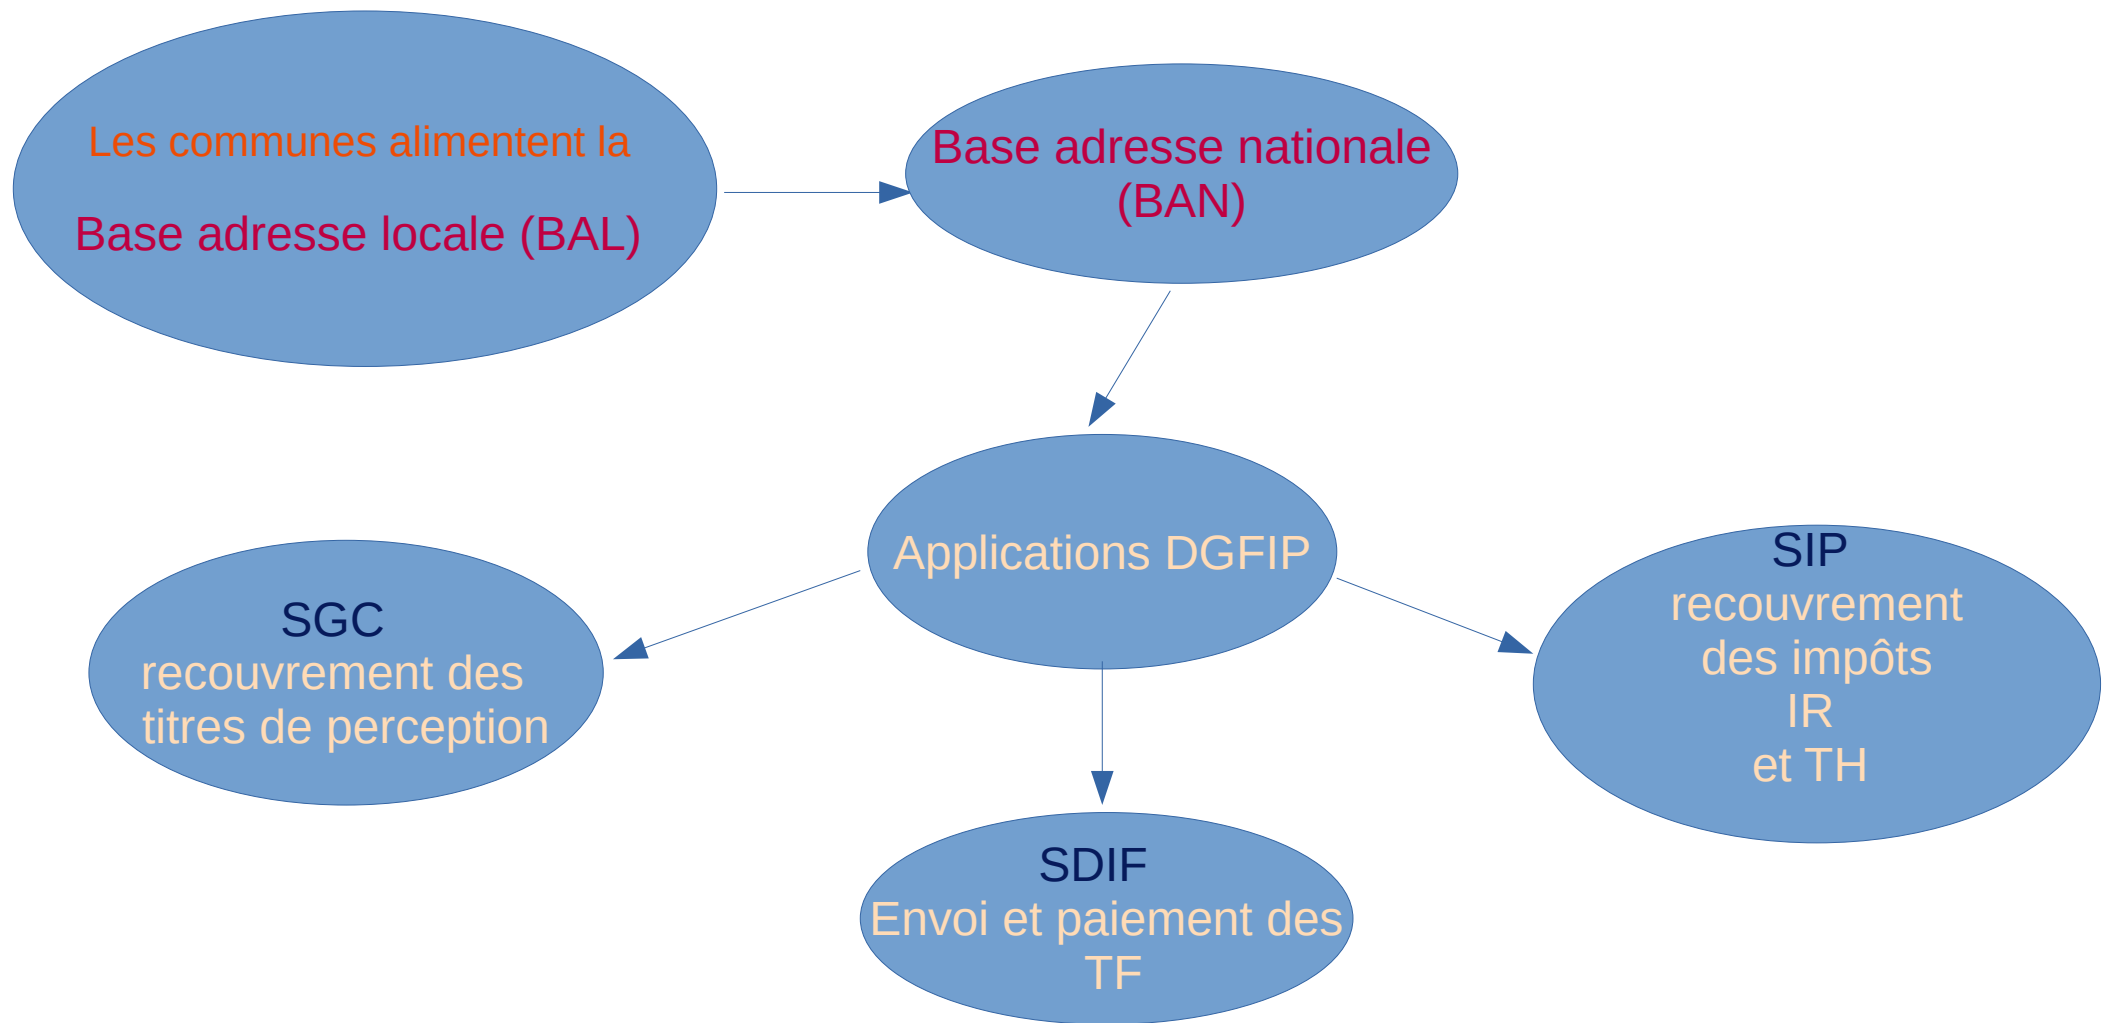 Les communes alimentent la
Base adresse locale (BAL)
Base adresse nationale
(BAN)
Applications DGFIP
SGC
recouvrement des
titres de perception
SIP
recouvrement
des impôts
IR
et TH
SDIF
Envoi et paiement des
TF